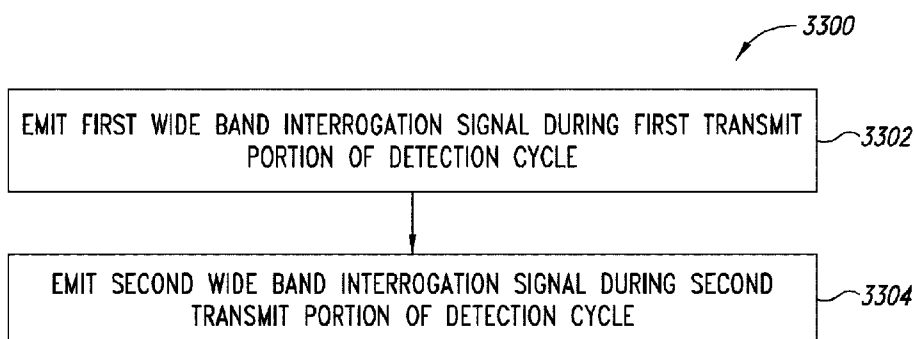 3300
EMIT FIRST WIDE BAND INTERROGATION SIGNAL DURING FIRST TRANSMIT
PORTION OF DETECTION CYCLE
3302
EMIT SECOND WIDE BAND INTERROGATION SIGNAL DURING SECOND
TRANSMIT PORTION OF DETECTION CYCLE
3304